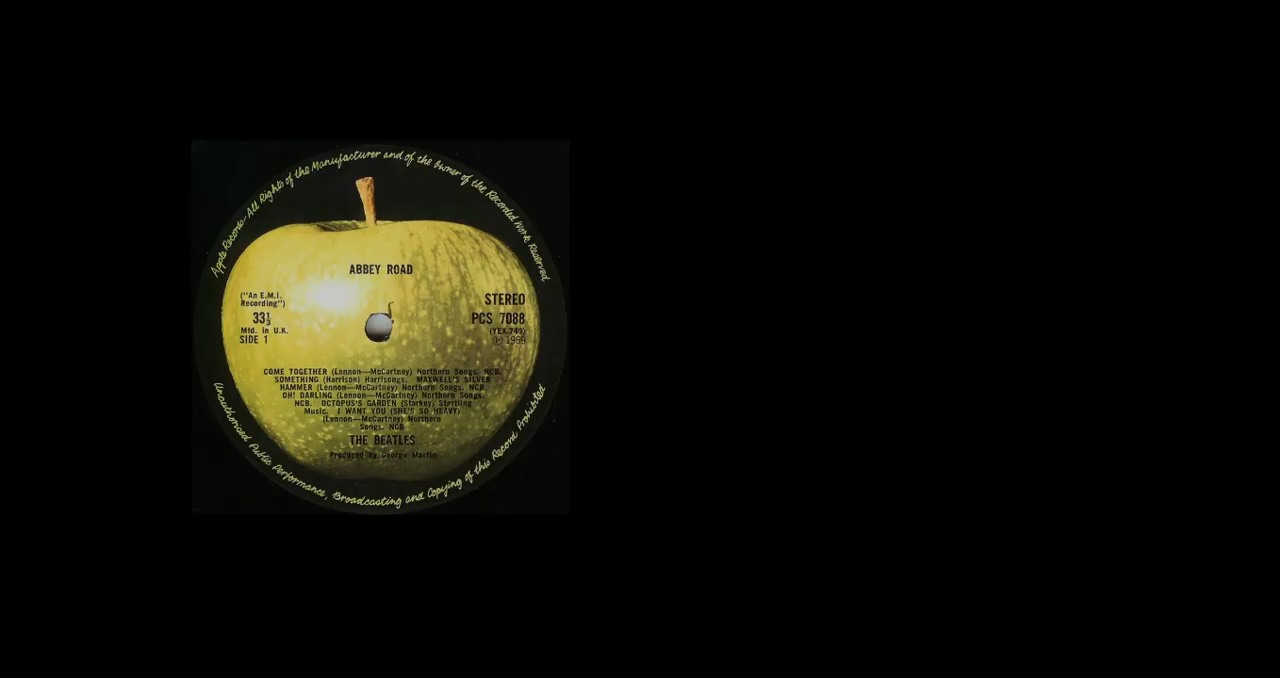 Apple Records-All Rights of the Manufacturer and of the Owner of the Recorded Work Reserved
ABBEY ROAD
("An E.M.I.
Recording")
33⅓
Mfd. in U.K.
SIDE 1
STEREO
PCS 7088
(YEX.749)
℗ 1969
COME TOGETHER (Lennon—McCartney) Northern Songs. NCB.
SOMETHING (Harrison) Harrisongs. MAXWELL'S SILVER
HAMMER (Lennon—McCartney) Northern Songs. NCB.
OH! DARLING (Lennon—McCartney) Northern Songs.
NCB. OCTOPUS'S GARDEN (Starkey) Startling
Music. I WANT YOU (SHE'S SO HEAVY)
(Lennon—McCartney) Northern
Songs. NCB
THE BEATLES
Produced by George Martin
Unauthorised Public Performance, Broadcasting and Copying of this Record Prohibited